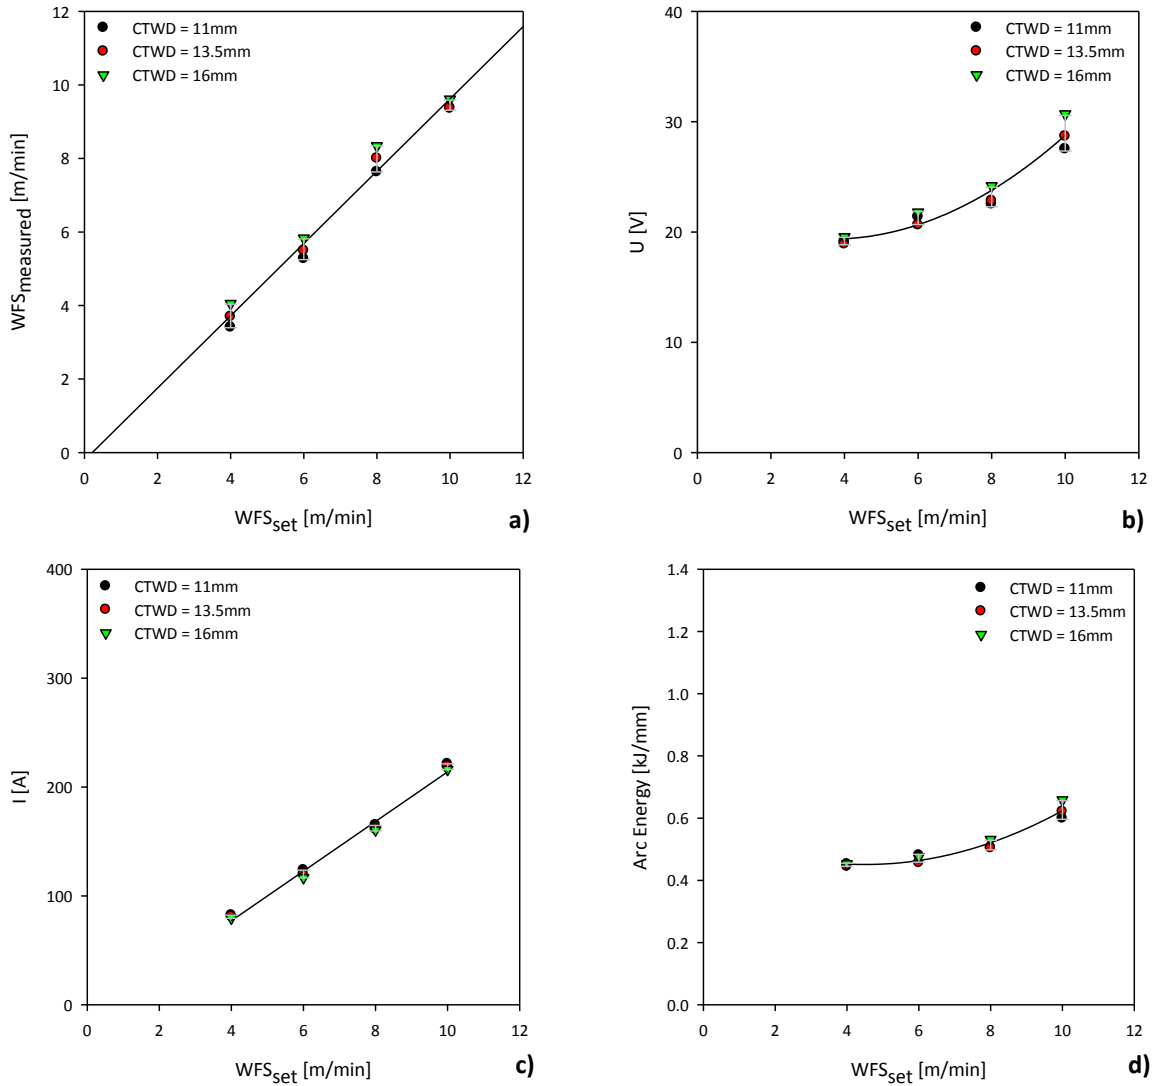 12
10
8
6
4
2
0
WFSmeasured [m/min]
CTWD = 11mm
CTWD = 13.5mm
CTWD = 16mm
0 2 4 6 8 10 12
WFSset [m/min]
a)
40
30
20
10
0
U [V]
CTWD = 11mm
CTWD = 13.5mm
CTWD = 16mm
0 2 4 6 8 10 12
WFSset [m/min]
b)
400
300
200
100
0
I [A]
CTWD = 11mm
CTWD = 13.5mm
CTWD = 16mm
0 2 4 6 8 10 12
WFSset [m/min]
c)
1.4
1.2
1.0
0.8
0.6
0.4
0.2
0.0
Arc Energy [kJ/mm]
CTWD = 11mm
CTWD = 13.5mm
CTWD = 16mm
0 2 4 6 8 10 12
WFSset [m/min]
d)